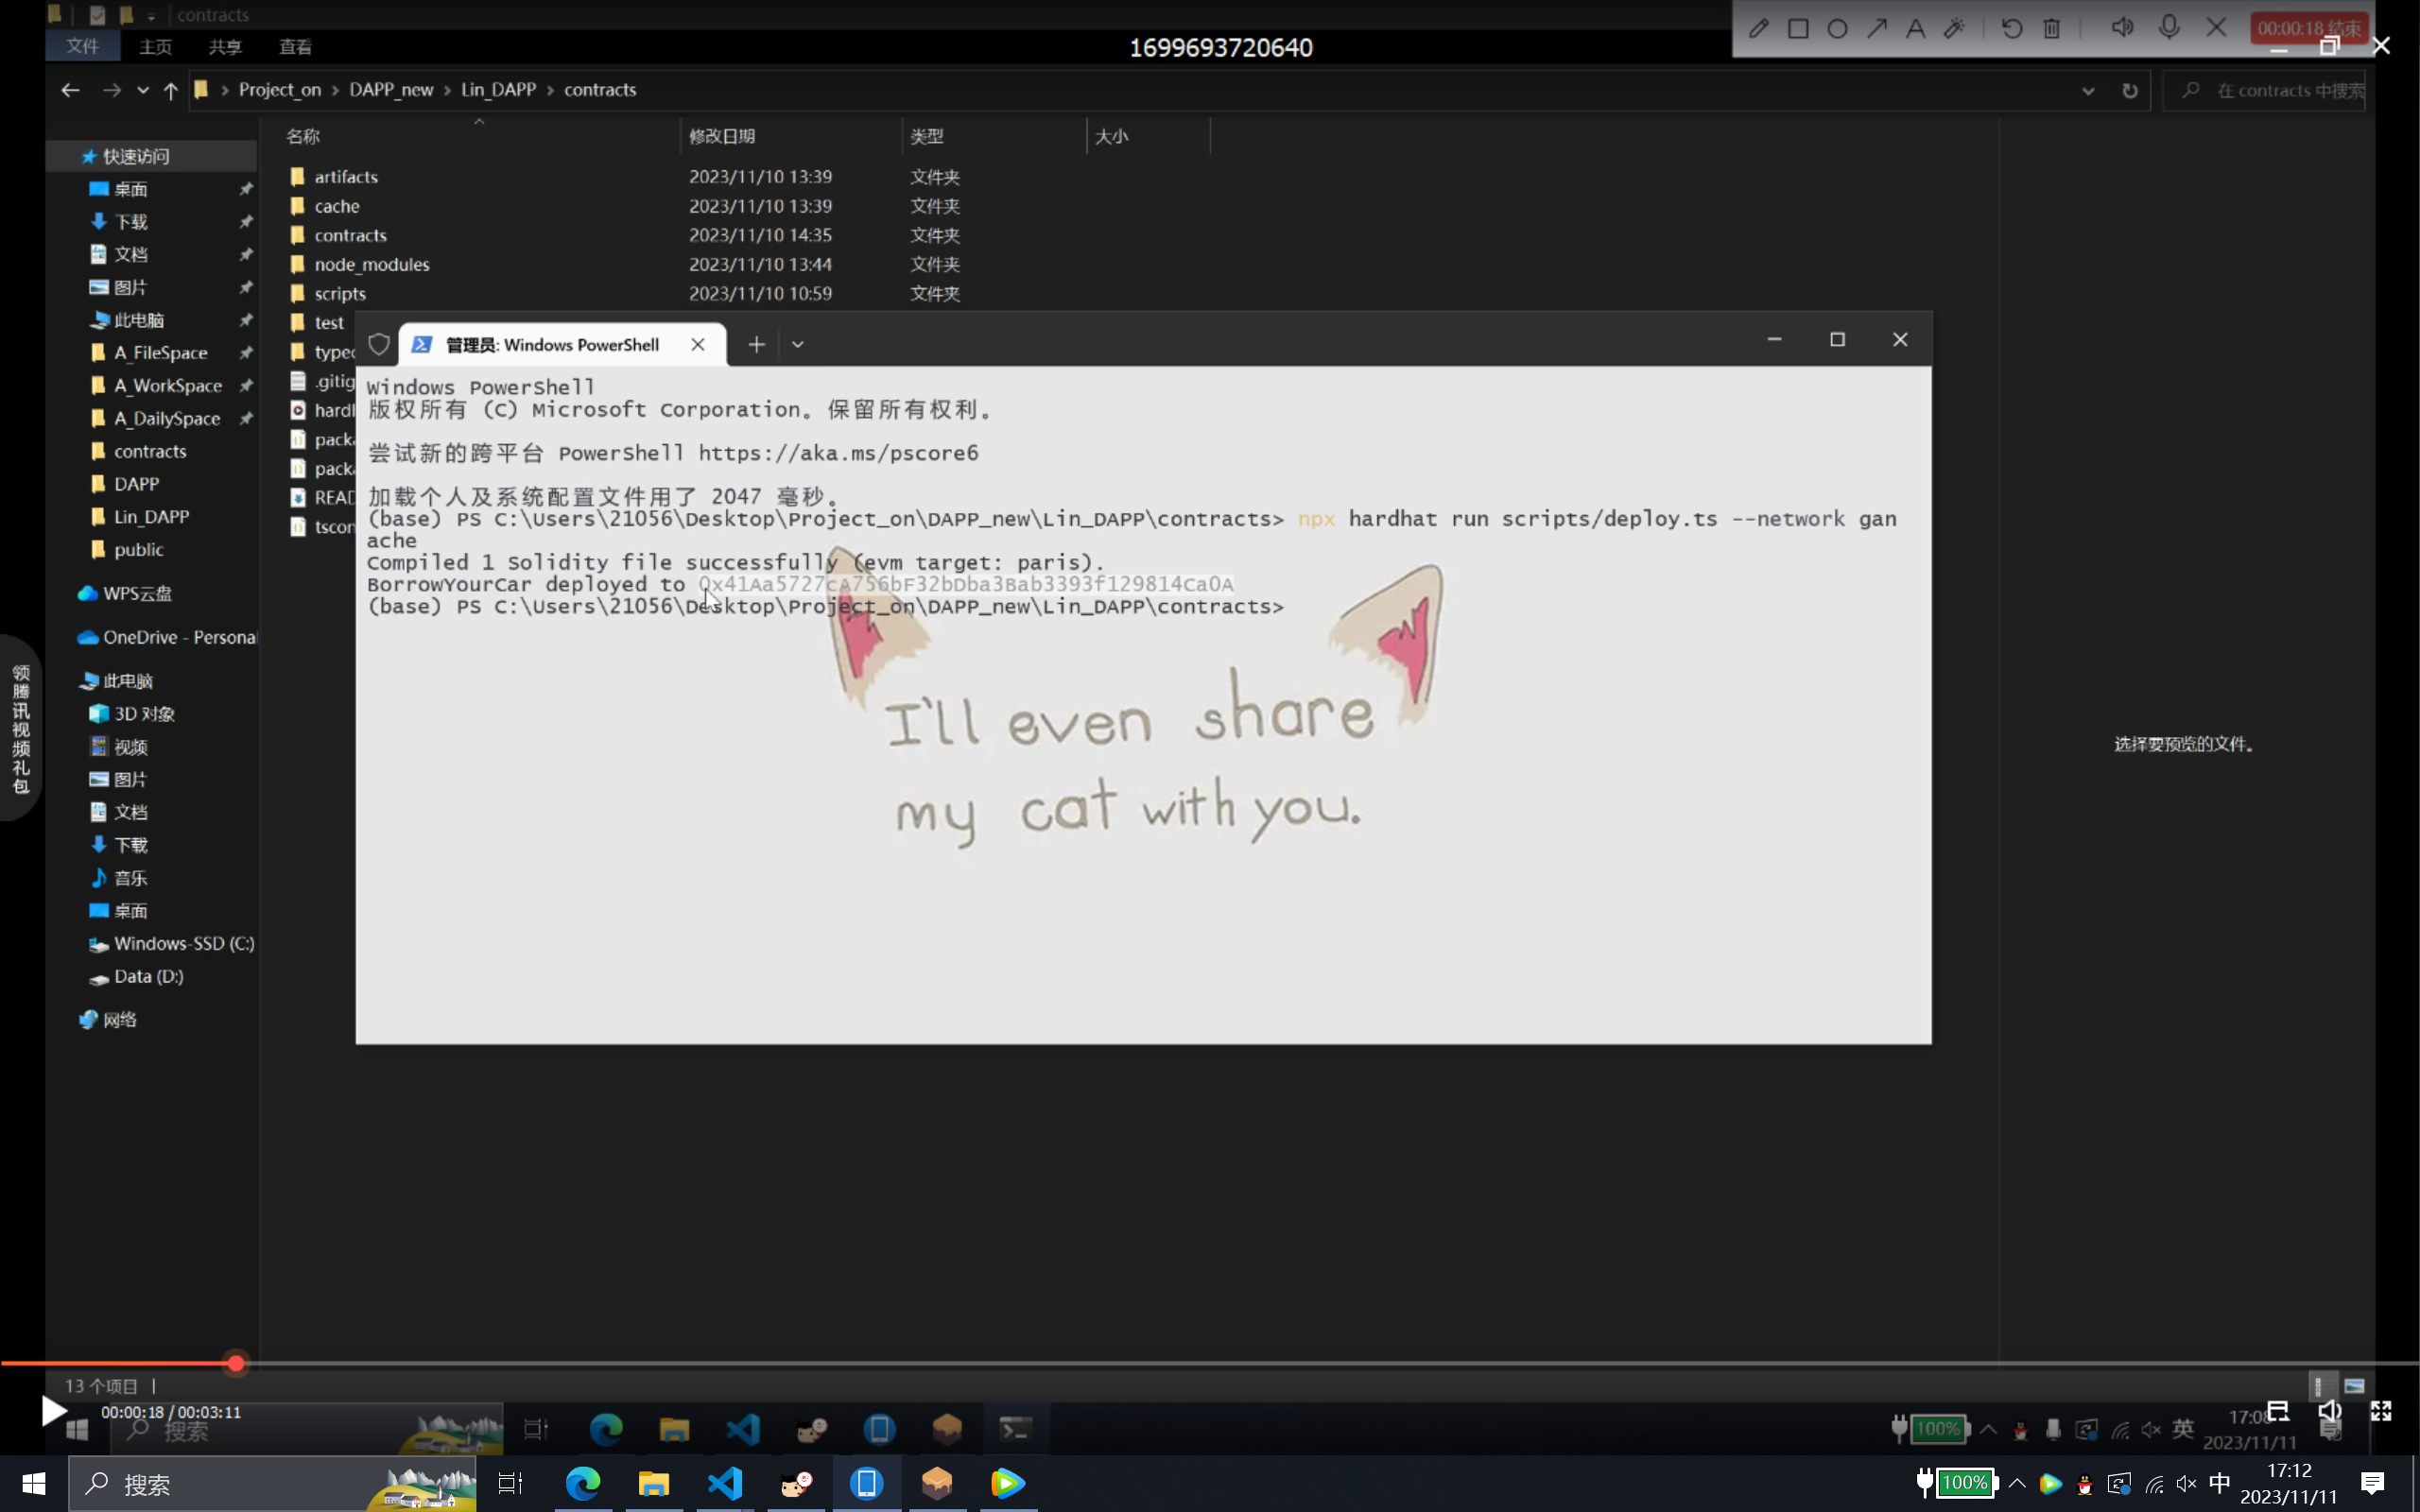 contracts
文件 主页 共享 查看
1699693720640
00:00:18 结束
Project_on > DAPP_new > Lin_DAPP > contracts
在 contracts 中搜索
名称 修改日期 类型 大小
快速访问
桌面
下载
文档
图片
此电脑
A_FileSpace
A_WorkSpace
A_DailySpace
contracts
DAPP
Lin_DAPP
public
WPS云盘
OneDrive - Personal
此电脑
3D 对象
视频
图片
文档
下载
音乐
桌面
Windows-SSD (C:)
Data (D:)
网络
artifacts 2023/11/10 13:39 文件夹
cache 2023/11/10 13:39 文件夹
contracts 2023/11/10 14:35 文件夹
node_modules 2023/11/10 13:44 文件夹
scripts 2023/11/10 10:59 文件夹
test
typec
.gitig
hardl
packa
packa
READ
tscon
管理员: Windows PowerShell
Windows PowerShell
版权所有 (C) Microsoft Corporation。保留所有权利。
尝试新的跨平台 PowerShell https://aka.ms/pscore6
加载个人及系统配置文件用了 2047 毫秒。
(base) PS C:\Users\21056\Desktop\Project_on\DAPP_new\Lin_DAPP\contracts> npx hardhat run scripts/deploy.ts --network gan
ache
Compiled 1 Solidity file successfully (evm target: paris).
BorrowYourCar deployed to 0x41Aa5727cA756bF32bDba3Bab3393f129814Ca0A
(base) PS C:\Users\21056\Desktop\Project_on\DAPP_new\Lin_DAPP\contracts>
I'll even share
my cat with you.
选择要预览的文件。
领腾讯视频礼包
13 个项目
00:00:18 / 00:03:11
搜索
100%
英
17:08
2023/11/11
搜索
100%
中
17:12
2023/11/11